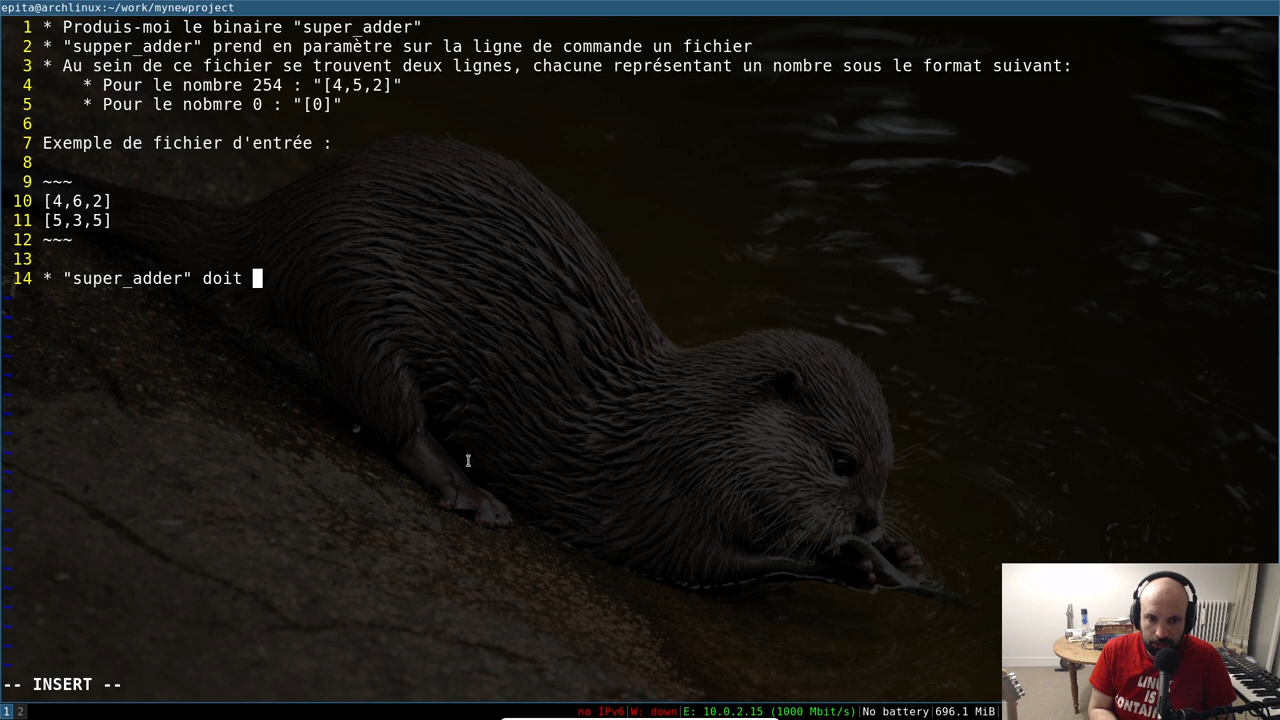 epita@archlinux:~/work/mynewproject
1 * Produis-moi le binaire "super_adder"
2 * "supper_adder" prend en paramètre sur la ligne de commande un fichier
3 * Au sein de ce fichier se trouvent deux lignes, chacune représentant un nombre sous le format suivant:
4     * Pour le nombre 254 : "[4,5,2]"
5     * Pour le nobmre 0 : "[0]"
6
7 Exemple de fichier d'entrée :
8
9 ~~~
10 [4,6,2]
11 [5,3,5]
12 ~~~
13
14 * "super_adder" doit
-- INSERT --
1 2 no IPv6|W: down|E: 10.0.2.15 (1000 Mbit/s)|No battery|696.1 MiB